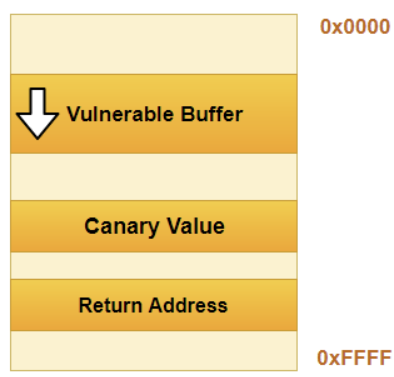 0x0000
Vulnerable Buffer
Canary Value
Return Address
0xFFFF